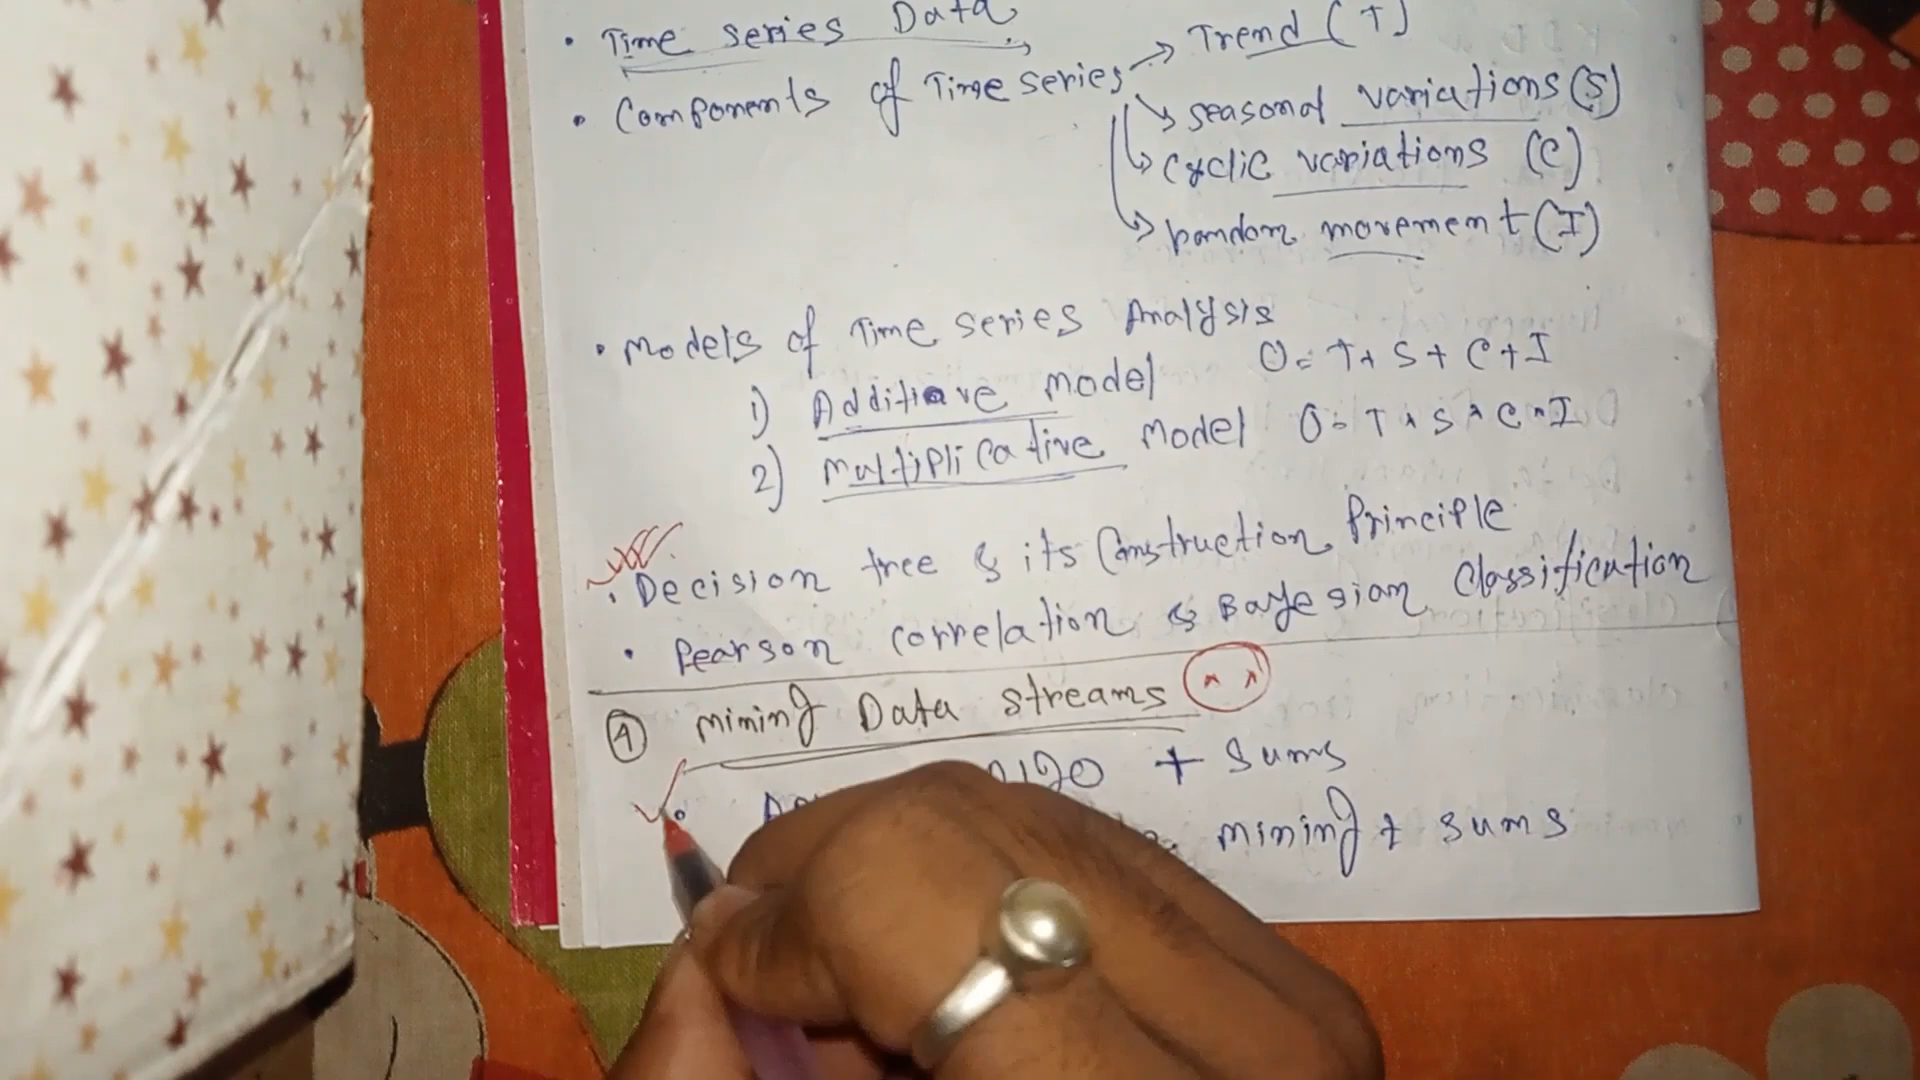 • Time series Data
• Components of Time series → Trend (T)
↳ seasonal variations (S)
↳ cyclic variations (C)
↳ random movement (I)
• Models of Time series Analysis
1) Additive model O = T + S + C + I
2) Multiplicative Model O = T * S * C * I
• Decision tree & its Construction Principle
• Pearson correlation & Bayesian Classification
④ mining Data streams
+ Sums
mining + sums